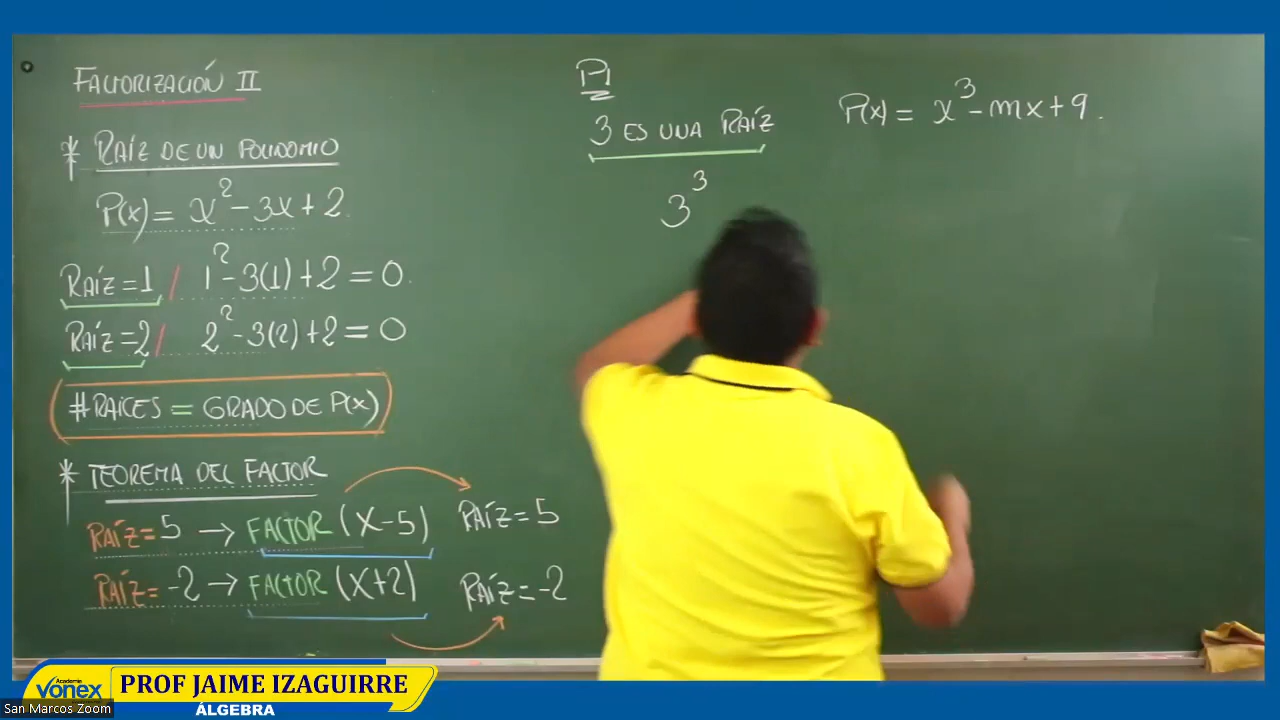 FACTORIZACIÓN II
* RAÍZ DE UN POLINOMIO
P(x) = x² - 3x + 2.
RAÍZ = 1 / 1² - 3(1) + 2 = 0.
RAÍZ = 2 / 2² - 3(2) + 2 = 0
#RAICES = GRADO DE P(x)
* TEOREMA DEL FACTOR
RAÍZ = 5 → FACTOR (X-5) RAÍZ = 5
RAÍZ = -2 → FACTOR (X+2) RAÍZ = -2
P1
3 ES UNA RAÍZ
P(x) = x³ - mx + 9.
3³
Academia
vonex
PROF JAIME IZAGUIRRE
ÁLGEBRA
San Marcos Zoom